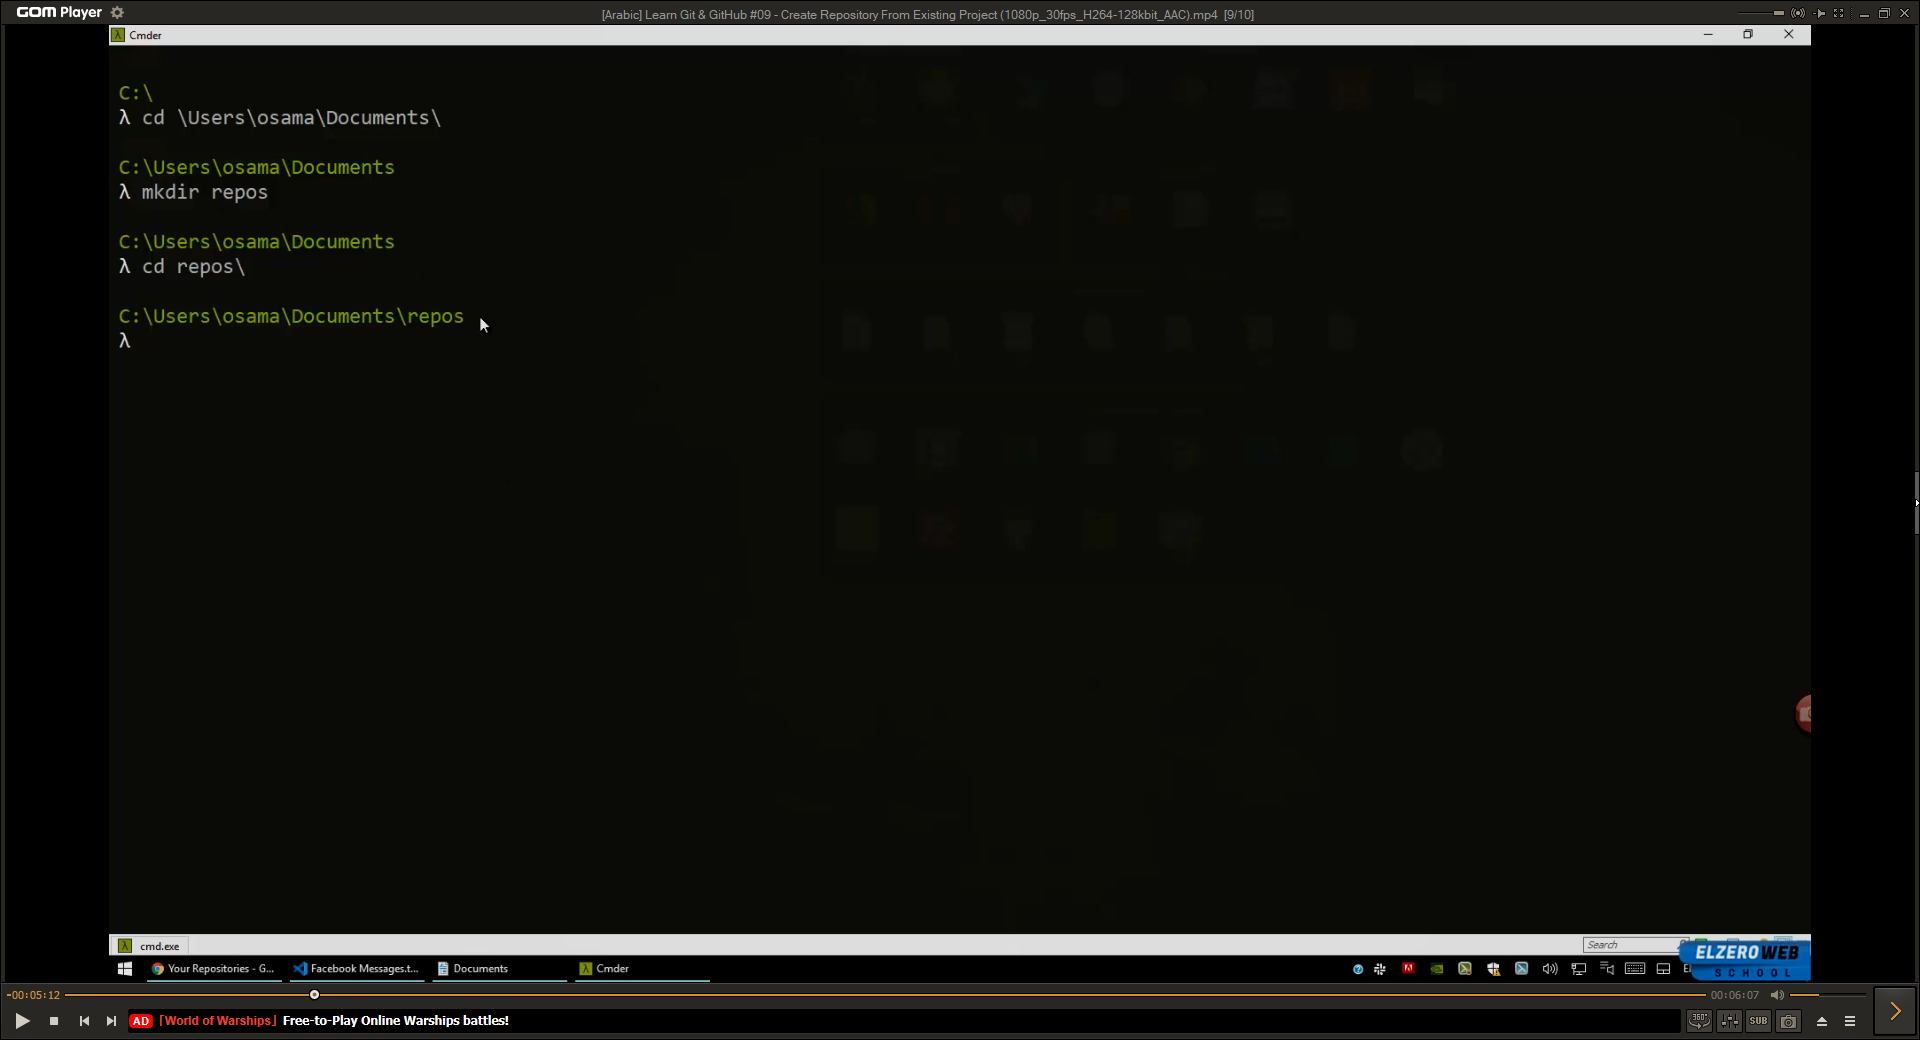 GOM Player
[Arabic] Learn Git & GitHub #09 - Create Repository From Existing Project (1080p_30fps_H264-128kbit_AAC).mp4 [9/10]
Cmder
C:\
λ cd \Users\osama\Documents\
C:\Users\osama\Documents
λ mkdir repos
C:\Users\osama\Documents
λ cd repos\
C:\Users\osama\Documents\repos
λ
cmd.exe
Search
Your Repositories - G...
Facebook Messages.t...
Documents
Cmder
ELZEROWEB
SCHOOL
-00:05:12
00:06:07
AD
「World of Warships」 Free-to-Play Online Warships battles!
360°
SUB